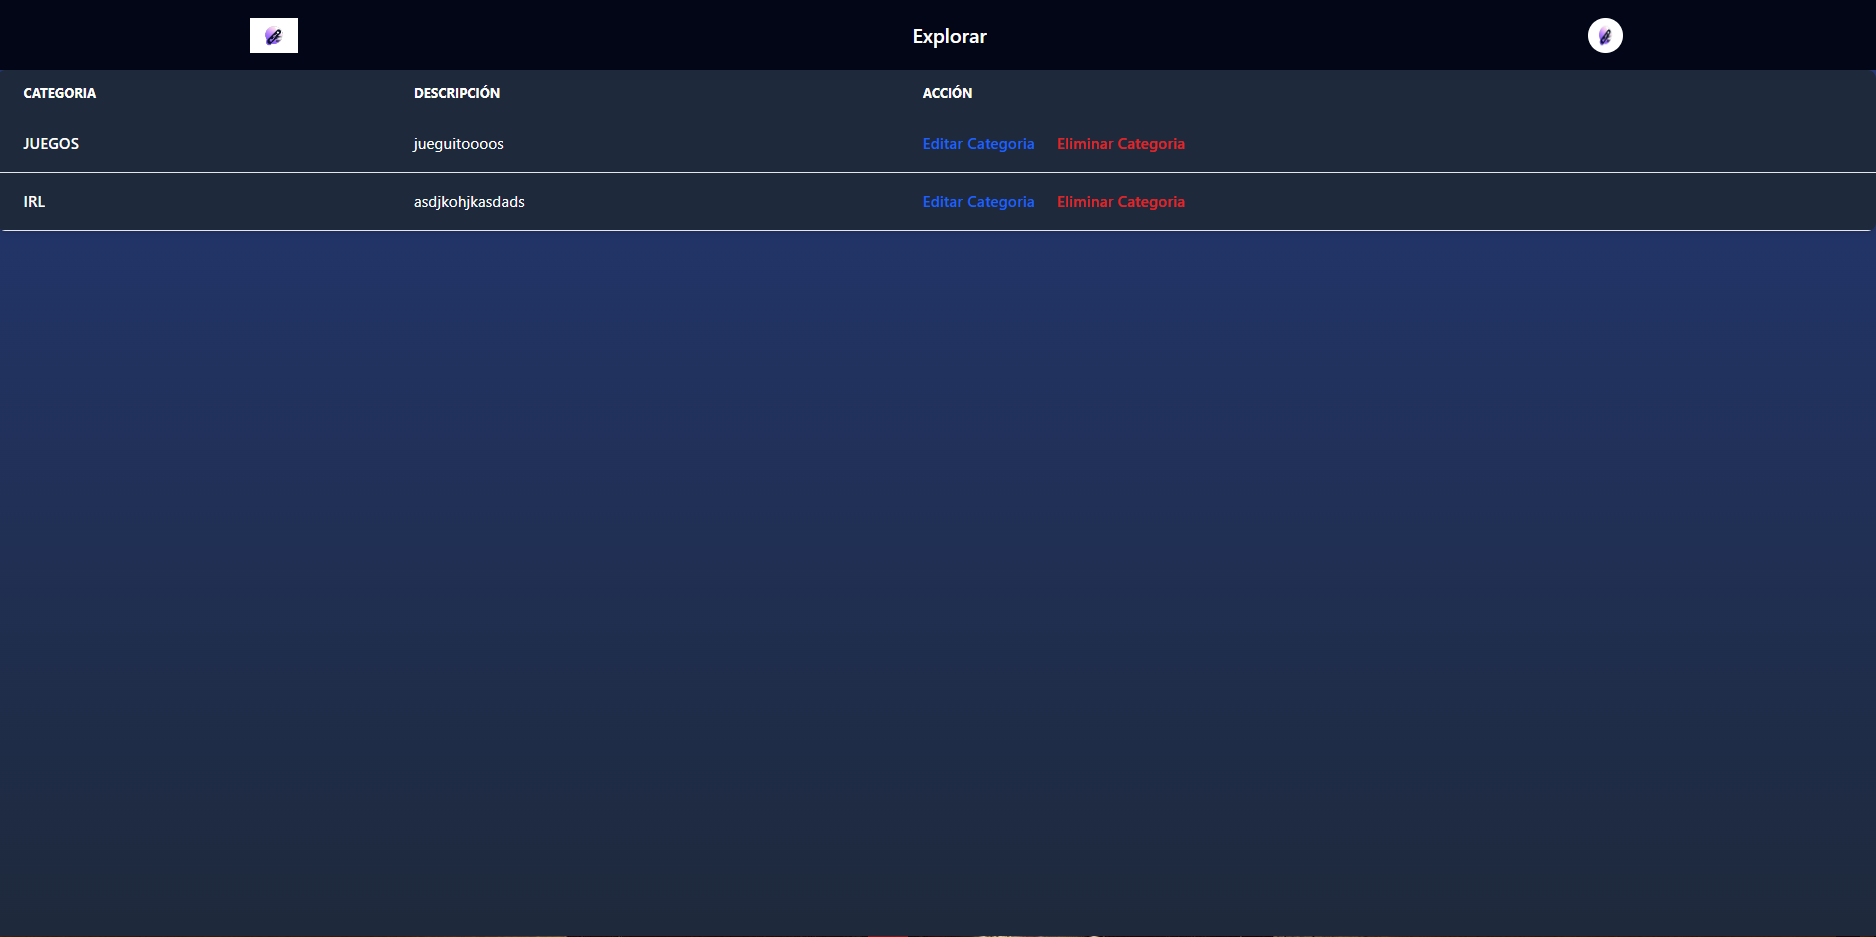 Explorar
CATEGORIA DESCRIPCIÓN ACCIÓN
JUEGOS jueguitoooos Editar Categoria Eliminar Categoria
IRL asdjkohjkasdads Editar Categoria Eliminar Categoria